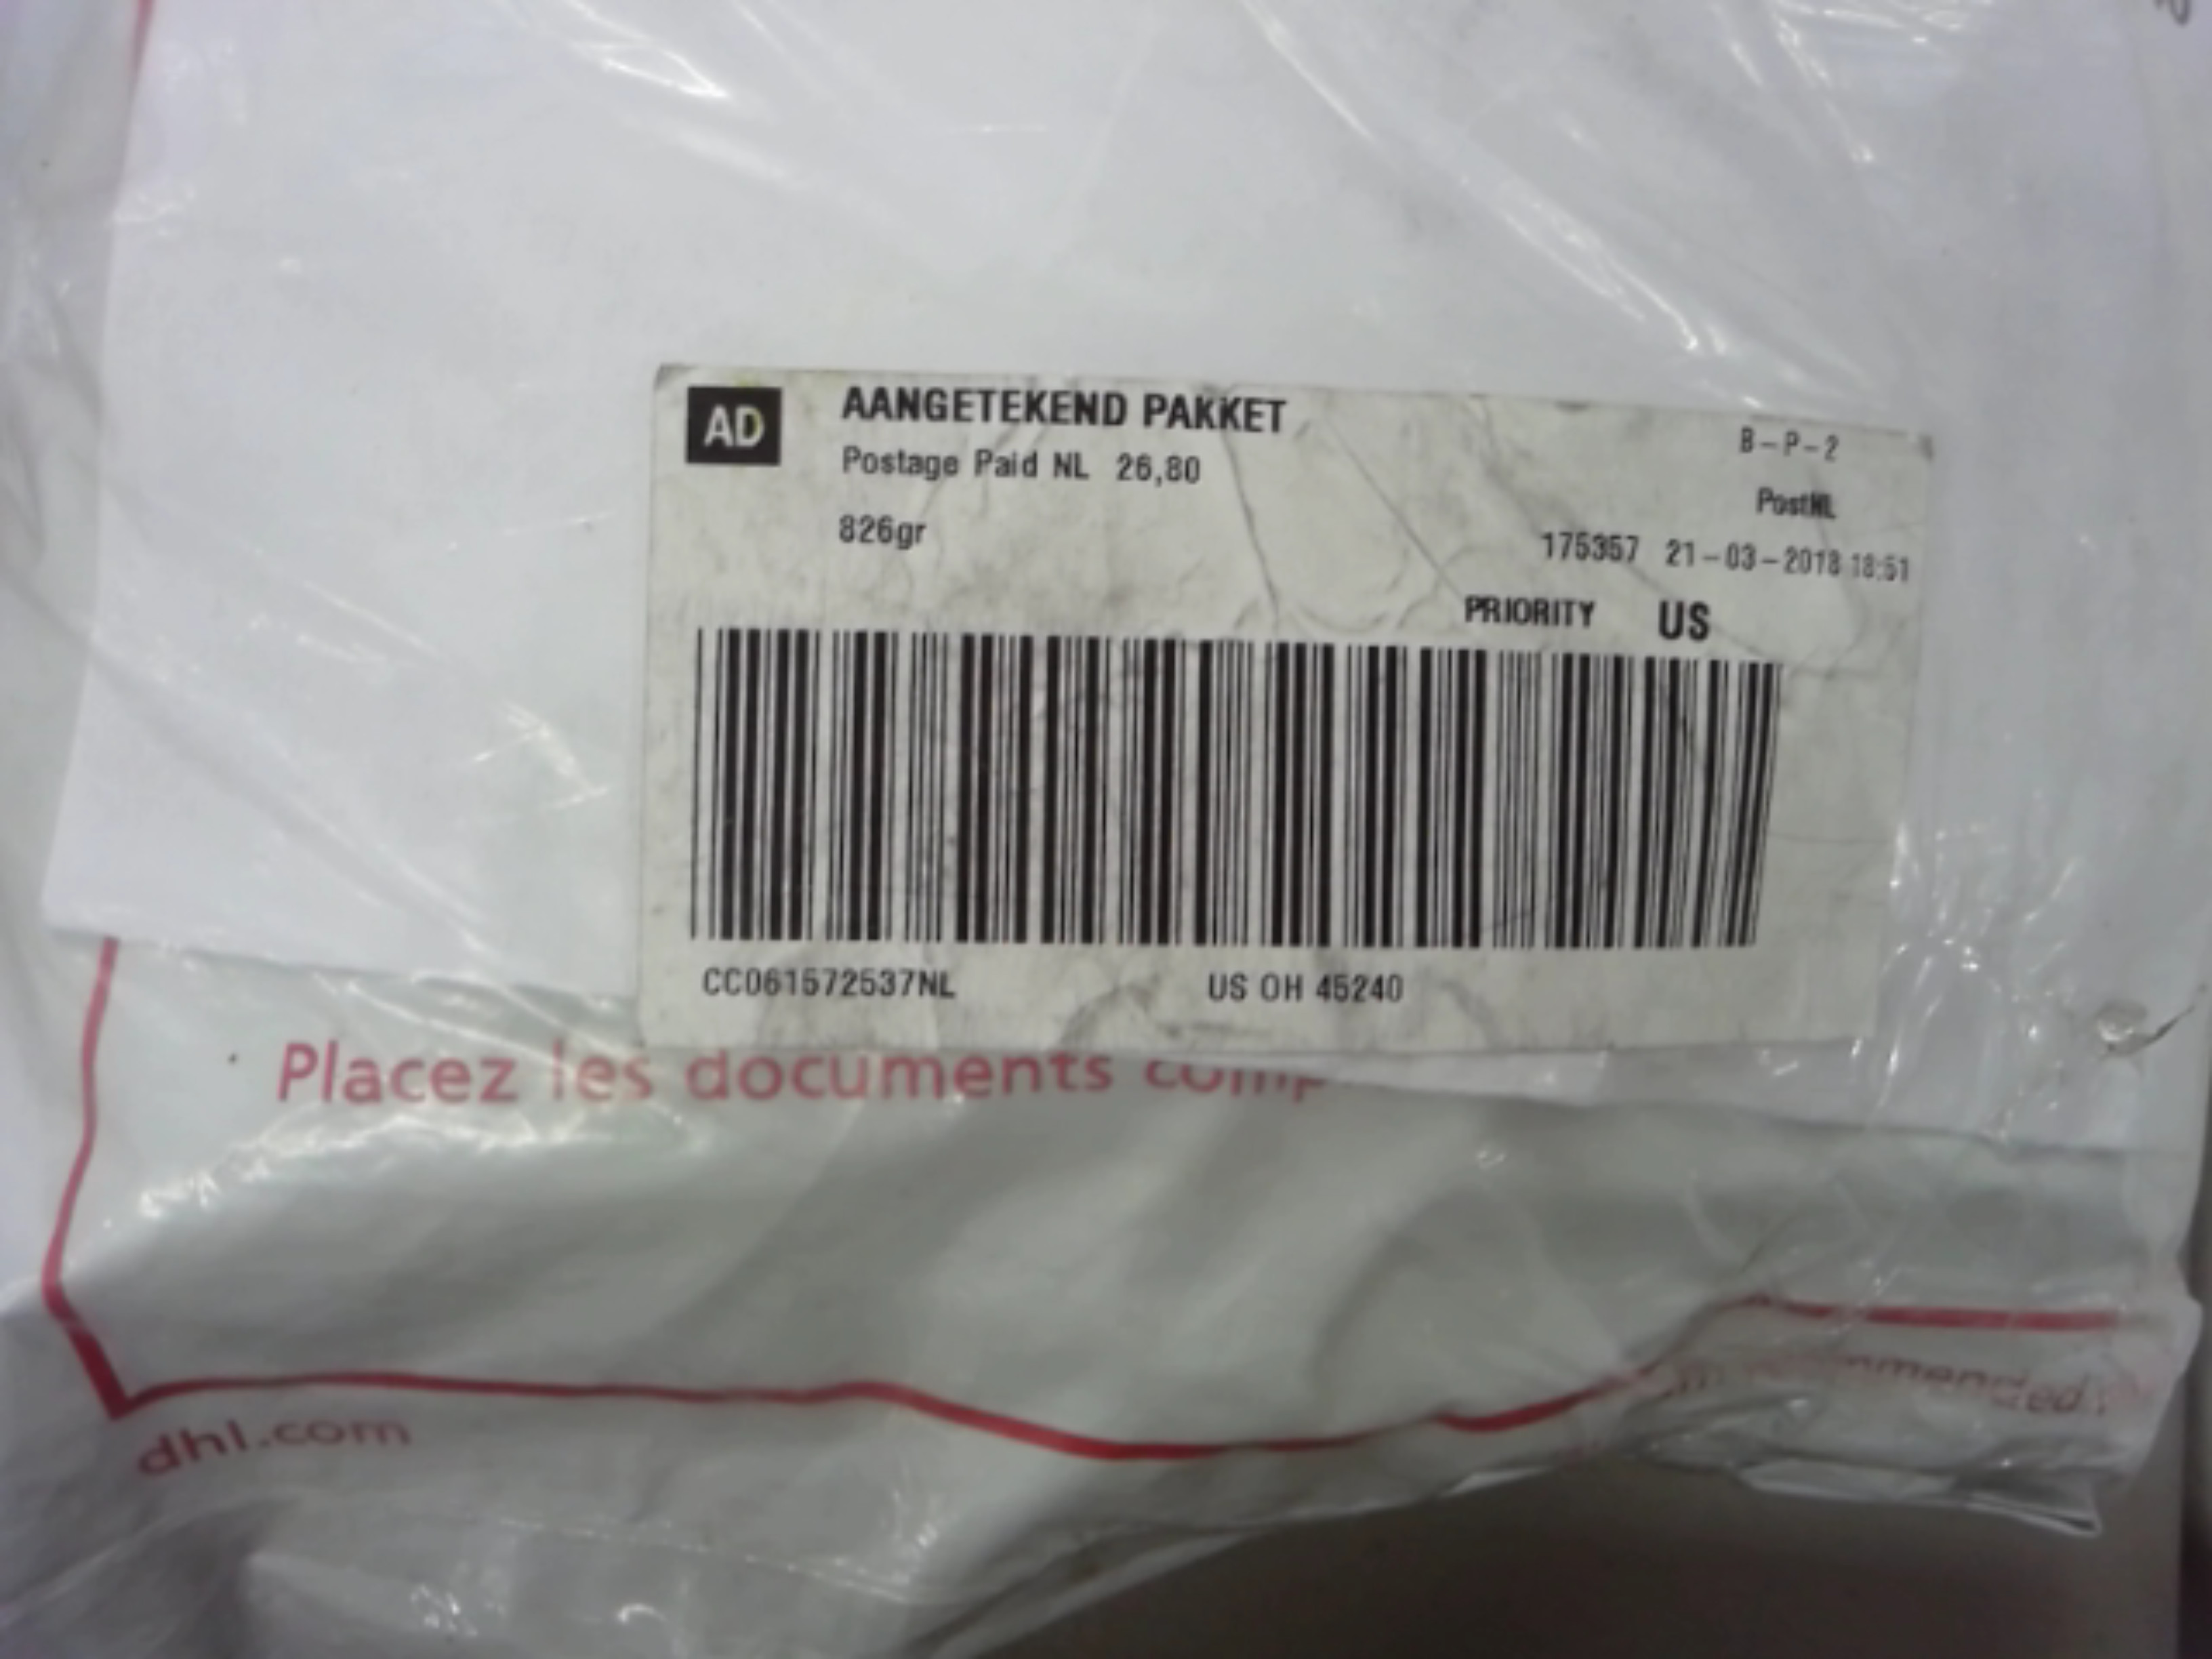 AD AANGETEKEND PAKKET
Postage Paid NL 26,80
826gr
B-P-2
PostNL
175357 21-03-2018 18:51
PRIORITY US
CC061572537NL US OH 45240
Placez les documents
dhl.com